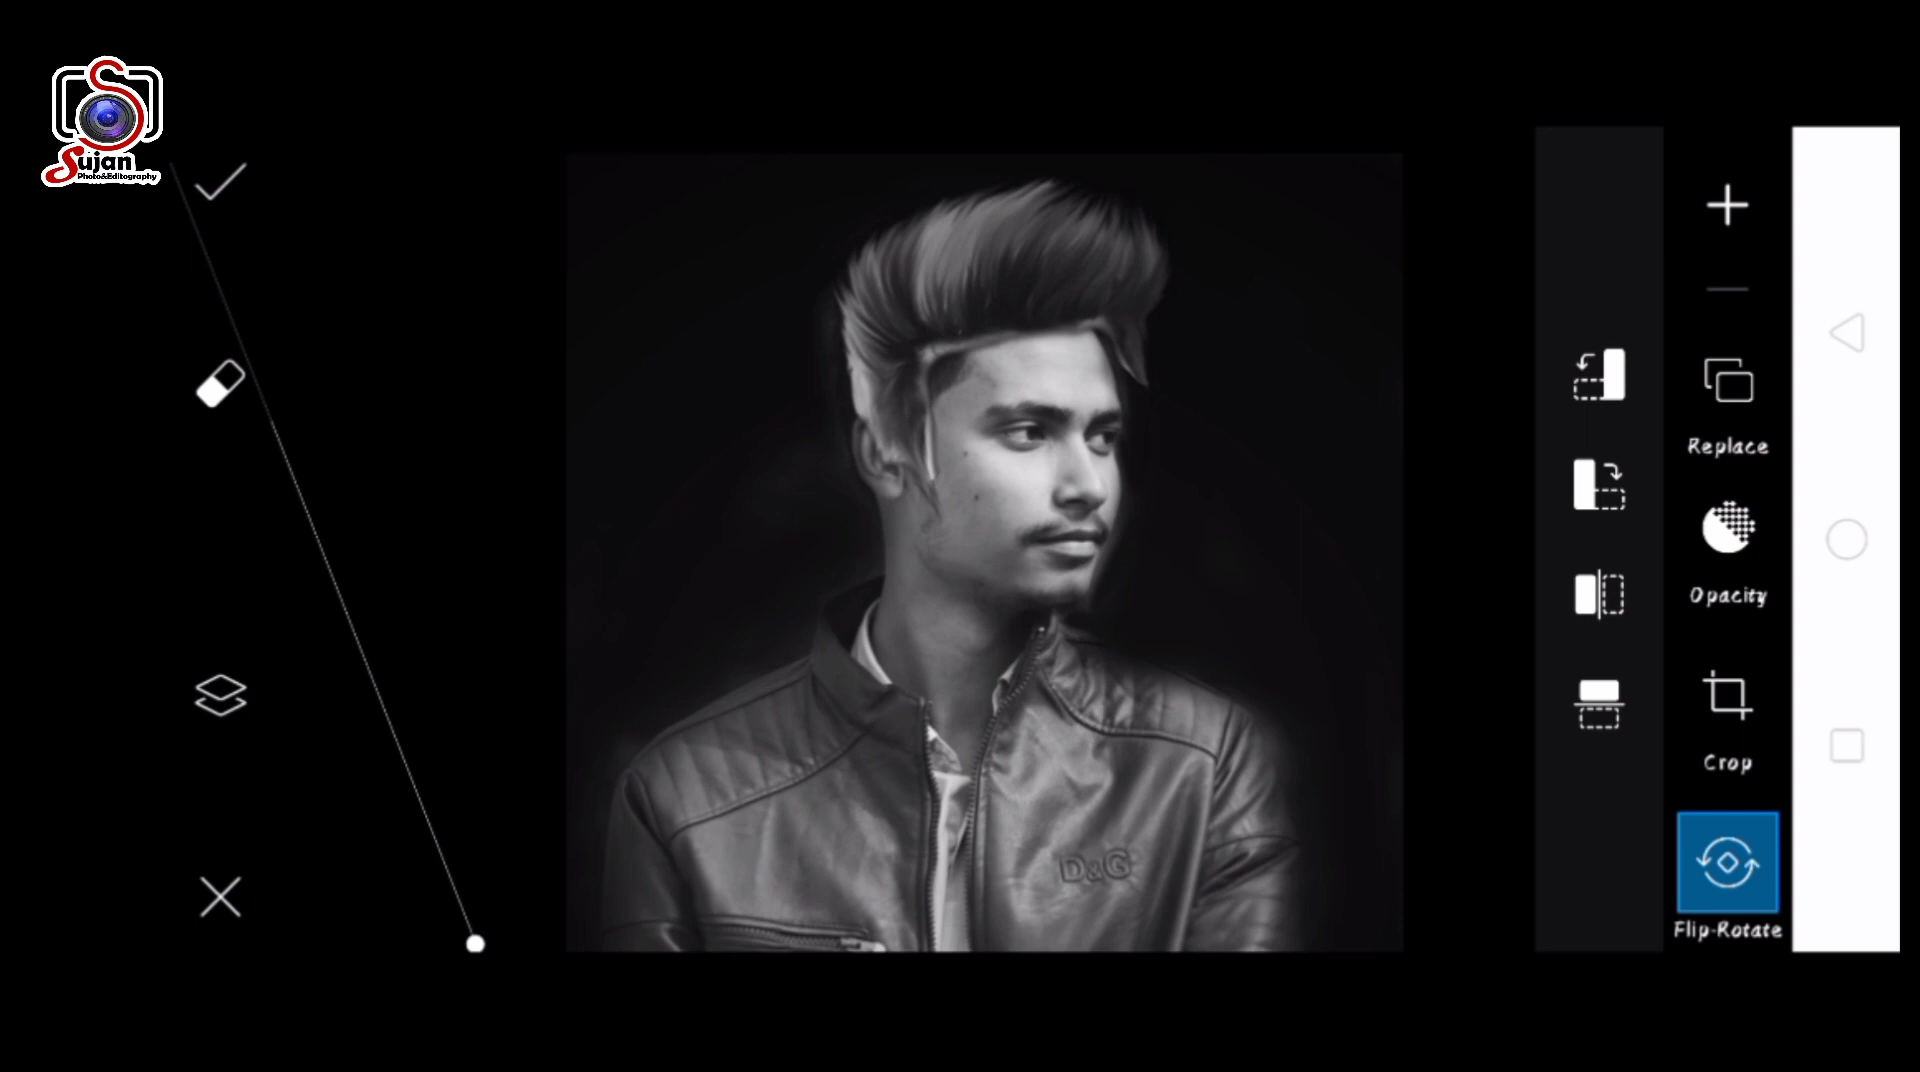 Sujan
Photo&Editography
Replace
Opacity
Crop
Flip-Rotate
D&G